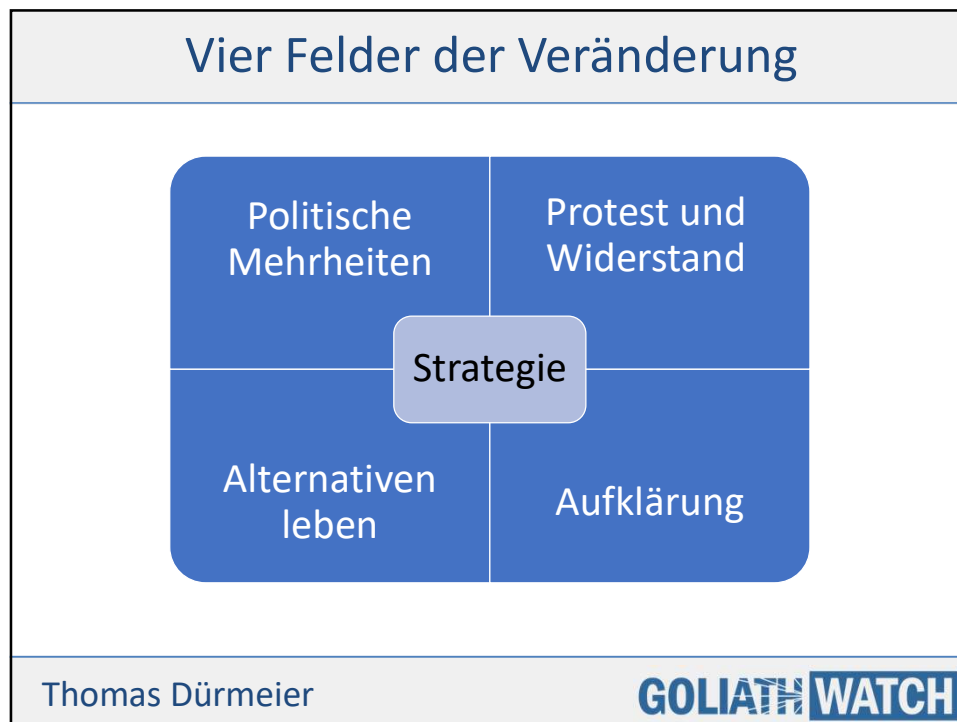 Vier Felder der Veränderung
Politische
Mehrheiten
Protest und
Widerstand
Strategie
Alternativen
leben
Aufklärung
Thomas Dürmeier
GOLIATH WATCH